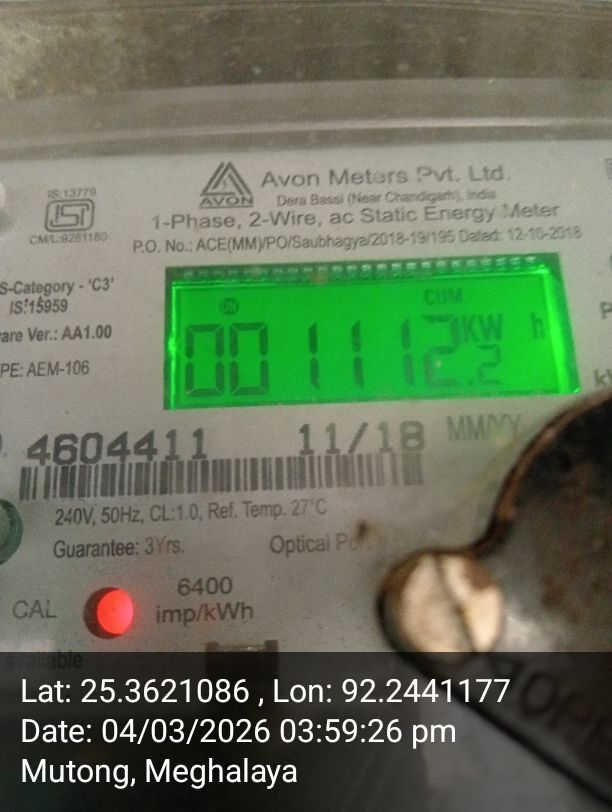 IS:13779
CM/L:9281180
AVON
Avon Meters Pvt. Ltd.
Dera Bassi (Near Chandigarh), India
1-Phase, 2-Wire, ac Static Energy Meter
P.O. No.: ACE(MM)/PO/Saubhagya/2018-19/195 Dated: 12-10-2018
S-Category - 'C3'
IS:15959
are Ver.: AA1.00
PE: AEM-106
ON
CUM
001112.2 KW h
4604411 11/18 MM/YY
240V, 50Hz, CL:1.0, Ref. Temp. 27°C
Guarantee: 3Yrs.
Optical
CAL
6400
imp/kWh
available
Lat: 25.3621086 , Lon: 92.2441177
Date: 04/03/2026 03:59:26 pm
Mutong, Meghalaya